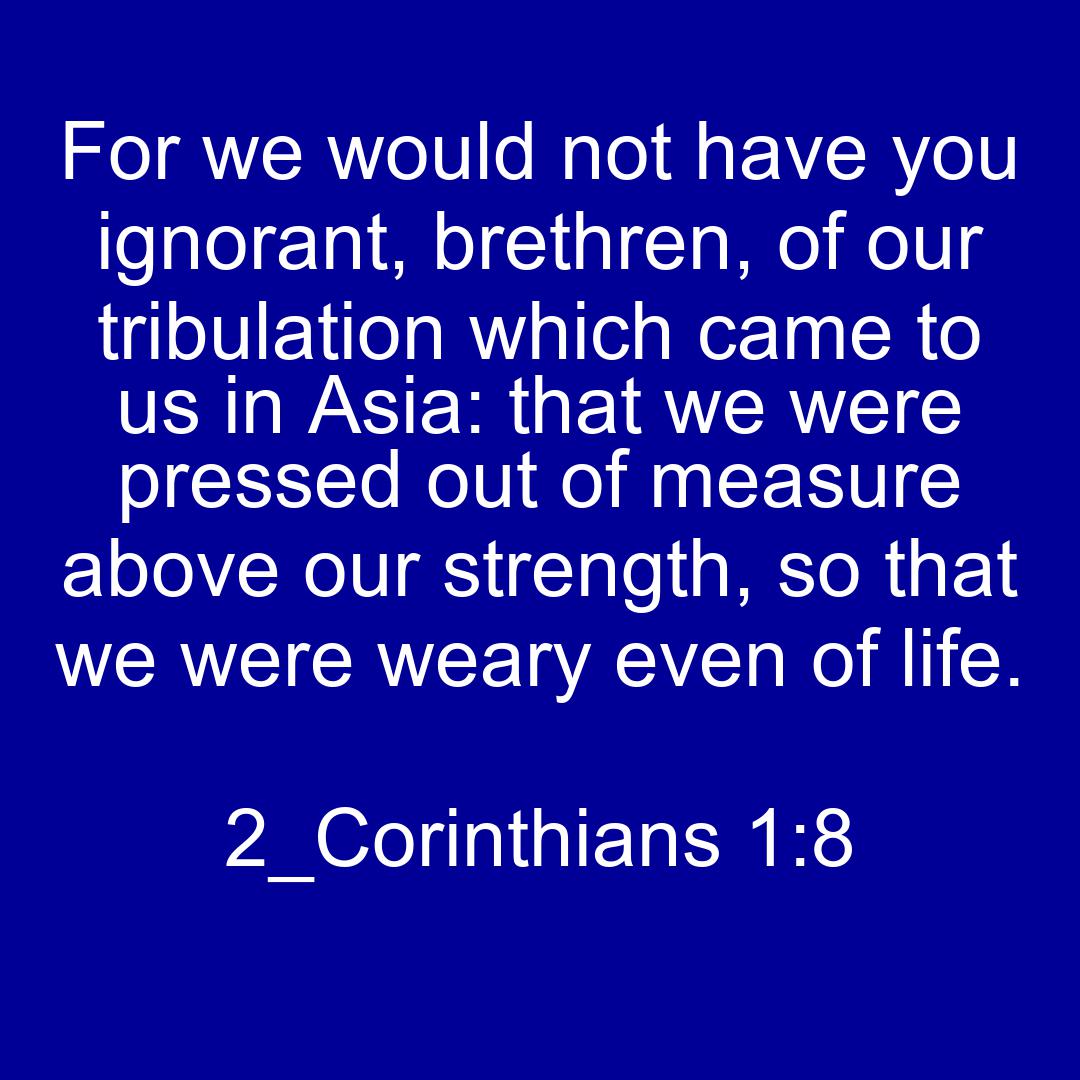 For we would not have you
ignorant, brethren, of our
tribulation which came to
us in Asia: that we were
pressed out of measure
above our strength, so that
we were weary even of life.
2_Corinthians 1:8